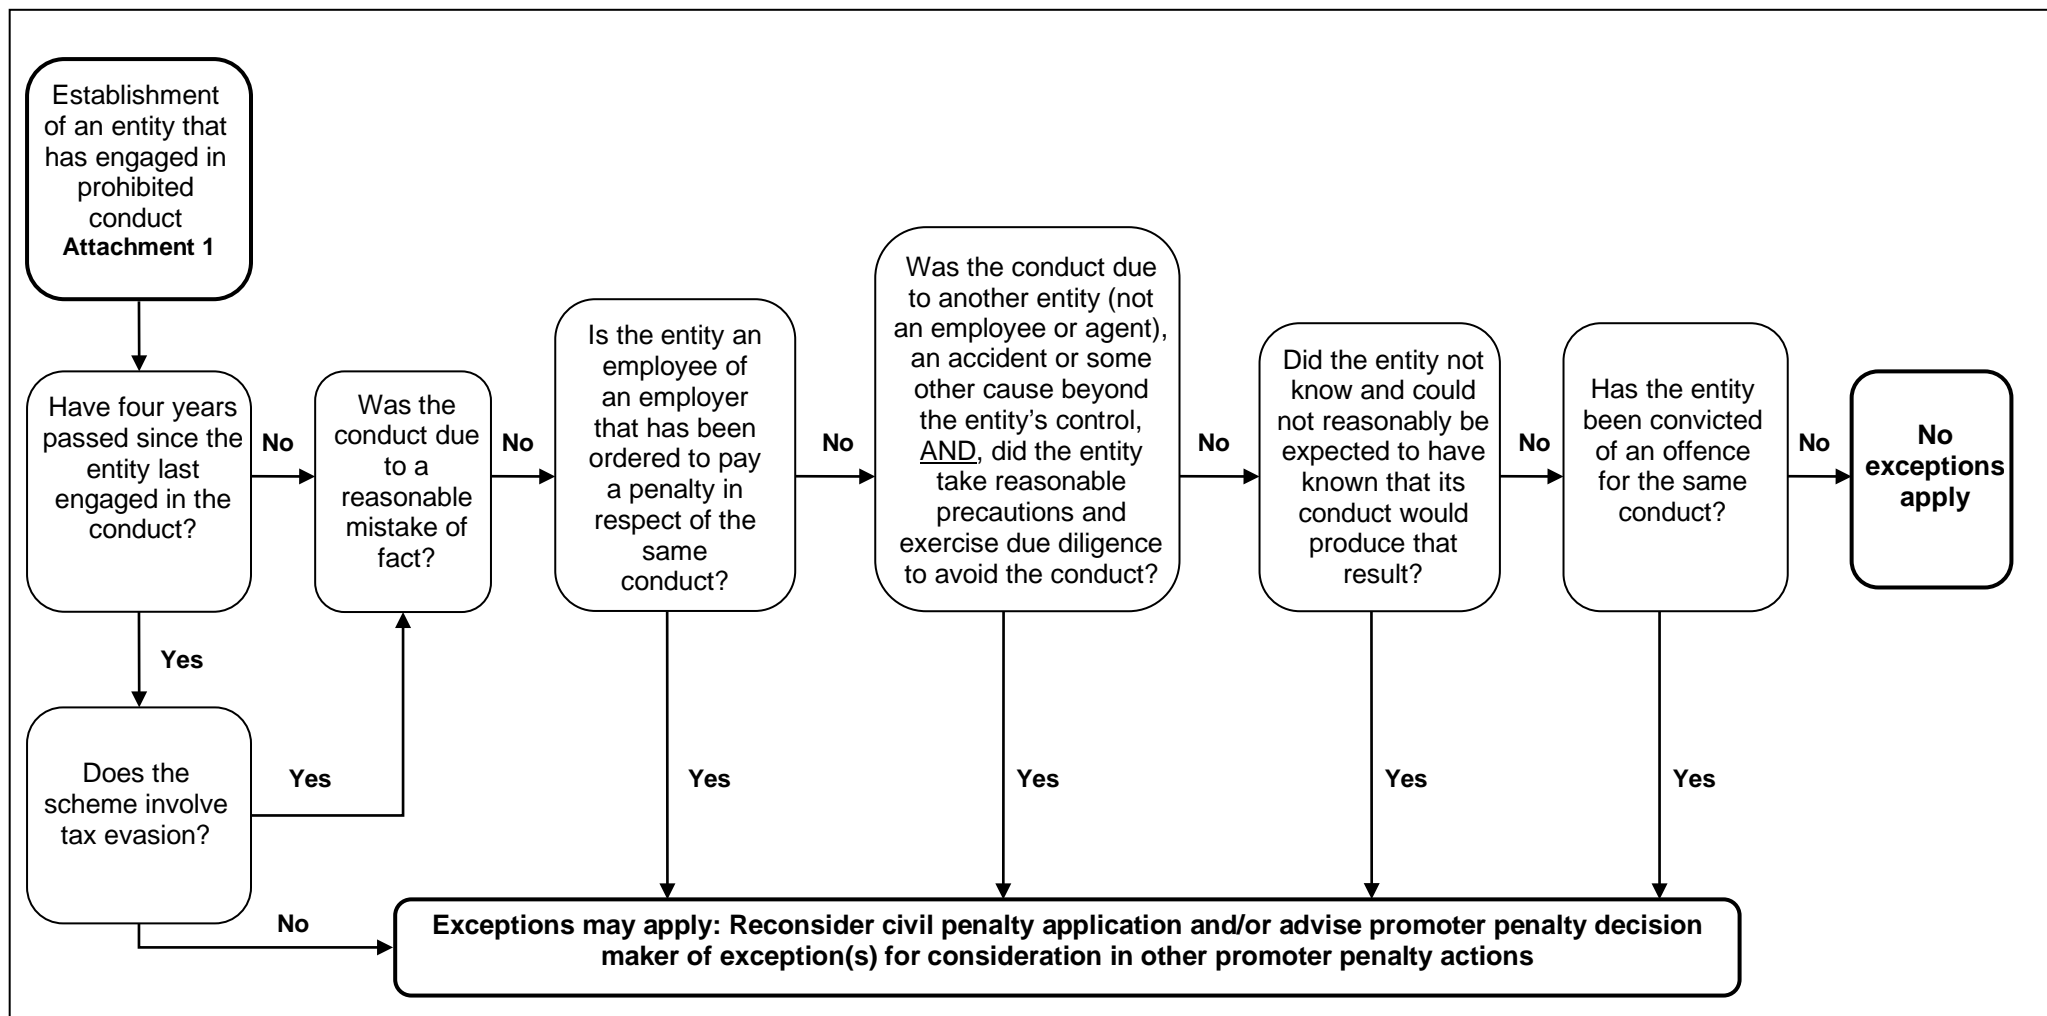 Establishment
of an entity that
has engaged in
prohibited
conduct
Attachment 1
Have four years
passed since the
entity last
engaged in the
conduct?
No
Was the
conduct due
to a
reasonable
mistake of
fact?
No
Is the entity an
employee of
an employer
that has been
ordered to pay
a penalty in
respect of the
same
conduct?
No
Was the conduct due
to another entity (not
an employee or agent),
an accident or some
other cause beyond
the entity’s control,
AND, did the entity
take reasonable
precautions and
exercise due diligence
to avoid the conduct?
No
Did the entity not
know and could
not reasonably be
expected to have
known that its
conduct would
produce that
result?
No
Has the entity
been convicted
of an offence
for the same
conduct?
No
No
exceptions
apply
Yes
Does the
scheme involve
tax evasion?
Yes
Yes
Yes
Yes
Yes
No
Exceptions may apply: Reconsider civil penalty application and/or advise promoter penalty decision
maker of exception(s) for consideration in other promoter penalty actions